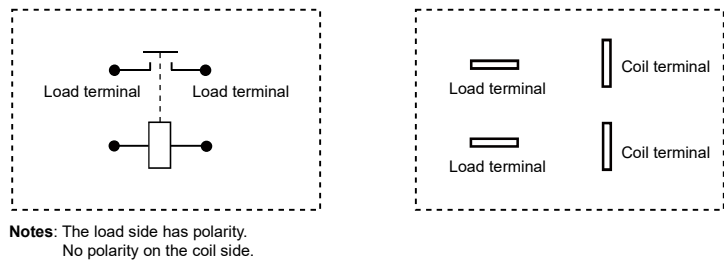 Load terminal
Load terminal
Notes: The load side has polarity.
No polarity on the coil side.
Load terminal
Coil terminal
Load terminal
Coil terminal